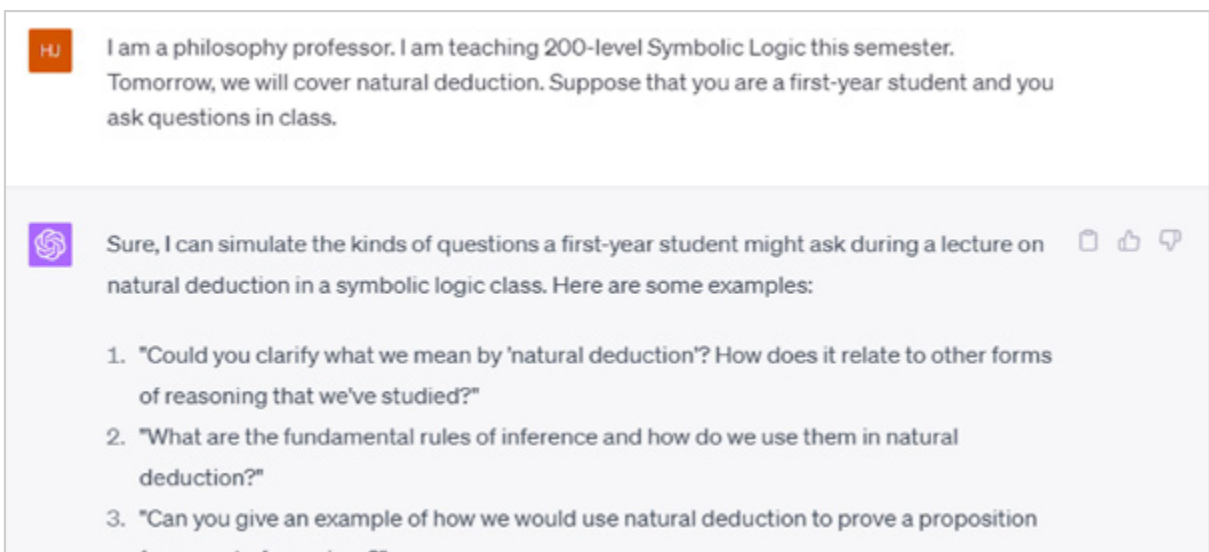 HJ
I am a philosophy professor. I am teaching 200-level Symbolic Logic this semester.
Tomorrow, we will cover natural deduction. Suppose that you are a first-year student and you
ask questions in class.
Sure, I can simulate the kinds of questions a first-year student might ask during a lecture on
natural deduction in a symbolic logic class. Here are some examples:
1. "Could you clarify what we mean by 'natural deduction'? How does it relate to other forms
of reasoning that we've studied?"
2. "What are the fundamental rules of inference and how do we use them in natural
deduction?"
3. "Can you give an example of how we would use natural deduction to prove a proposition